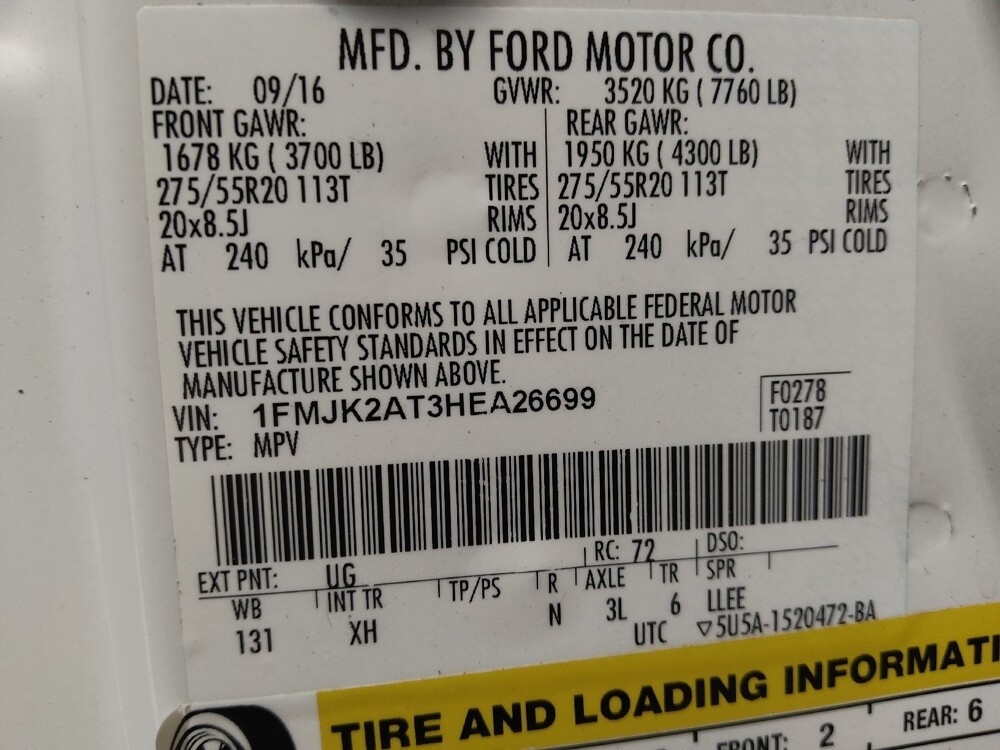 MFD. BY FORD MOTOR CO.
DATE: 09/16 GVWR: 3520 KG ( 7760 LB)
FRONT GAWR: REAR GAWR:
1678 KG ( 3700 LB) WITH 1950 KG ( 4300 LB) WITH
275/55R20 113T TIRES 275/55R20 113T TIRES
20x8.5J RIMS 20x8.5J RIMS
AT 240 kPa/ 35 PSI COLD AT 240 kPa/ 35 PSI COLD
THIS VEHICLE CONFORMS TO ALL APPLICABLE FEDERAL MOTOR
VEHICLE SAFETY STANDARDS IN EFFECT ON THE DATE OF
MANUFACTURE SHOWN ABOVE.
VIN: 1FMJK2AT3HEA26699 F0278
TYPE: MPV T0187
EXT PNT: UG RC: 72 DSO:
WB INT TR TP/PS R AXLE TR SPR
131 XH N 3L 6 LLEE
UTC ▽5U5A-1520472-BA
TIRE AND LOADING INFORMATI
FRONT: 2 REAR: 6